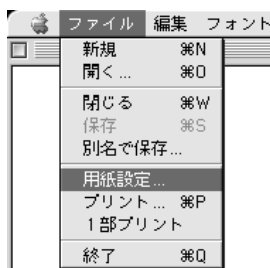 ファイル 編集 フォント
新規 ⌘N
開く... ⌘O
閉じる ⌘W
保存 ⌘S
別名で保存...
用紙設定...
プリント... ⌘P
1部プリント
終了 ⌘Q